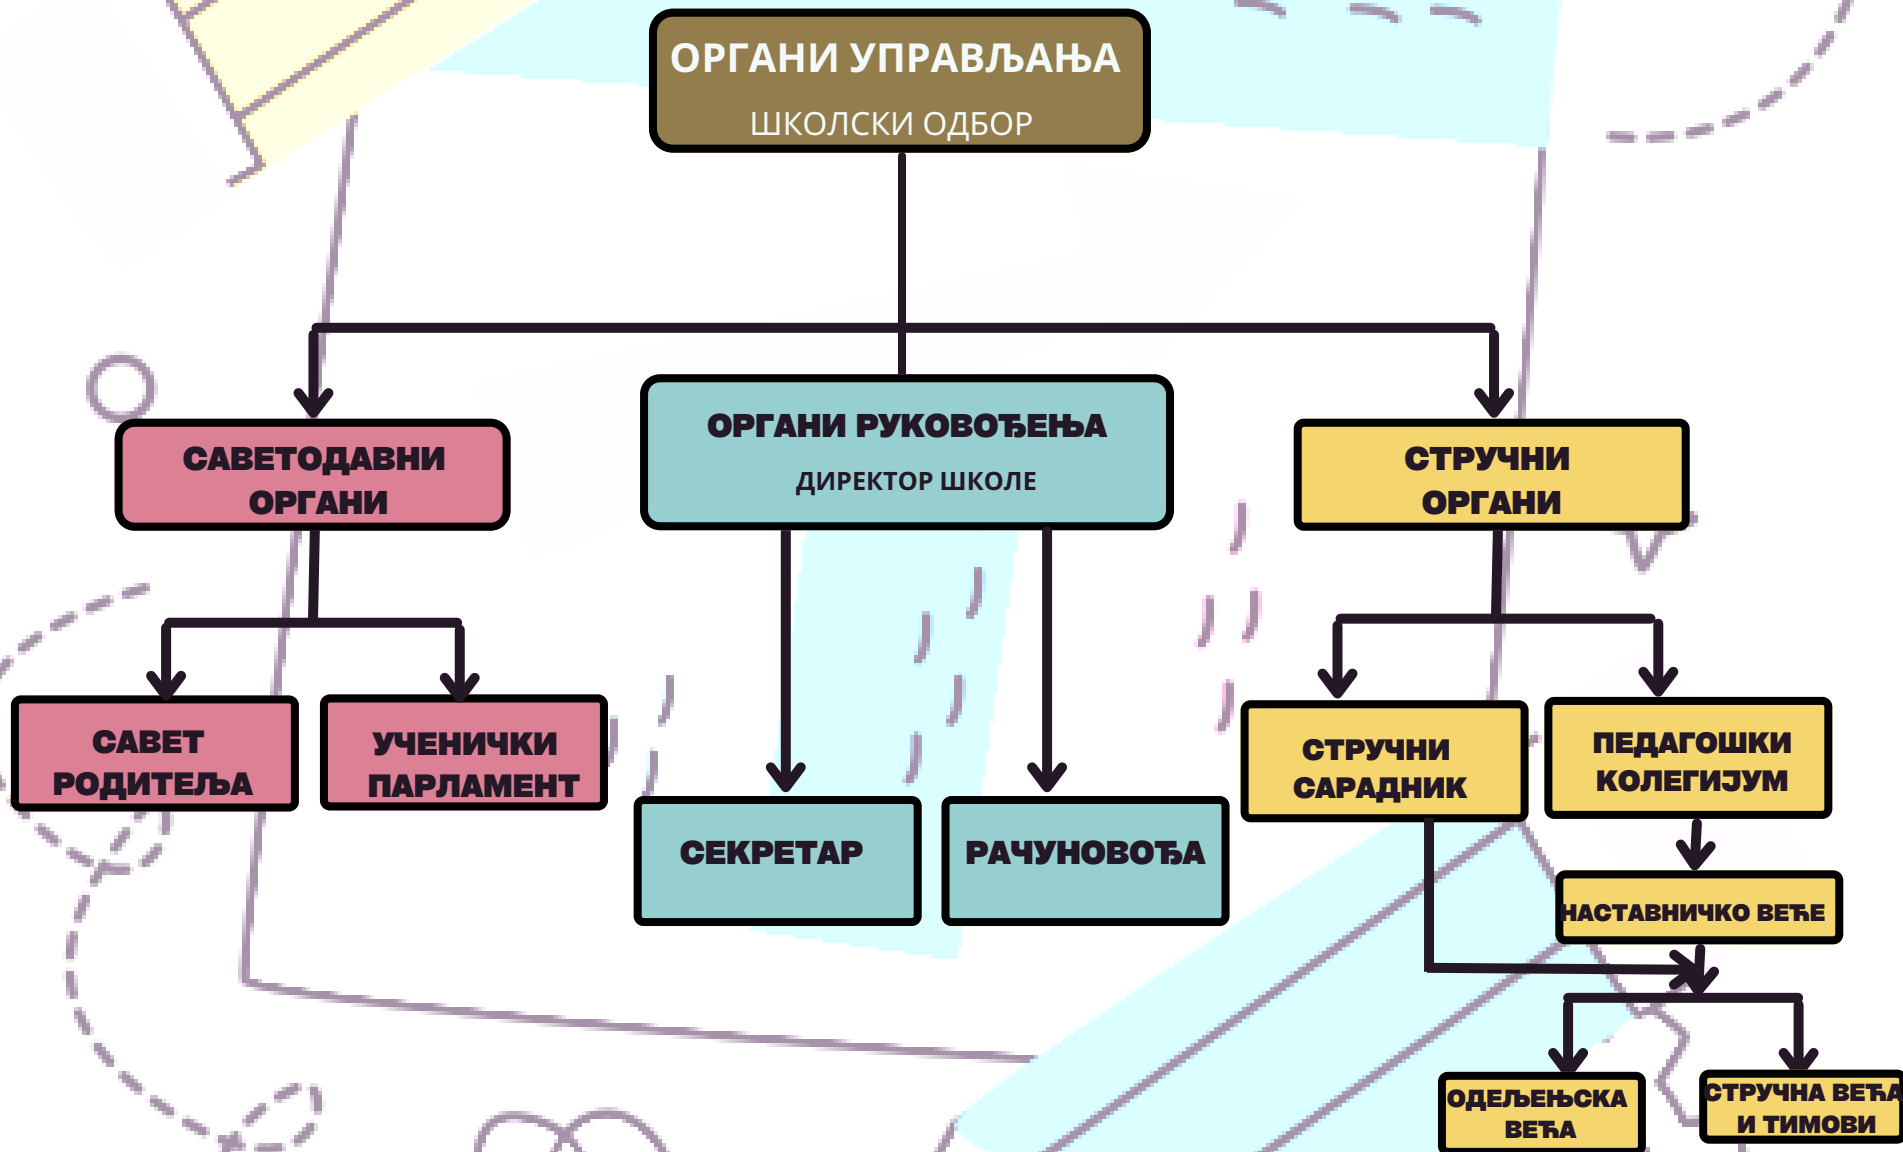 ОРГАНИ УПРАВЉАЊА
ШКОЛСКИ ОДБОР
САВЕТОДАВНИ
ОРГАНИ
ОРГАНИ РУКОВОЂЕЊА
ДИРЕКТОР ШКОЛЕ
СТРУЧНИ
ОРГАНИ
САВЕТ
РОДИТЕЉА
УЧЕНИЧКИ
ПАРЛАМЕНТ
СЕКРЕТАР
РАЧУНОВОЂА
СТРУЧНИ
САРАДНИК
ПЕДАГОШКИ
КОЛЕГИЈУМ
НАСТАВНИЧКО ВЕЋЕ
ОДЕЉЕЊСКА
ВЕЋА
СТРУЧНА ВЕЋА
И ТИМОВИ